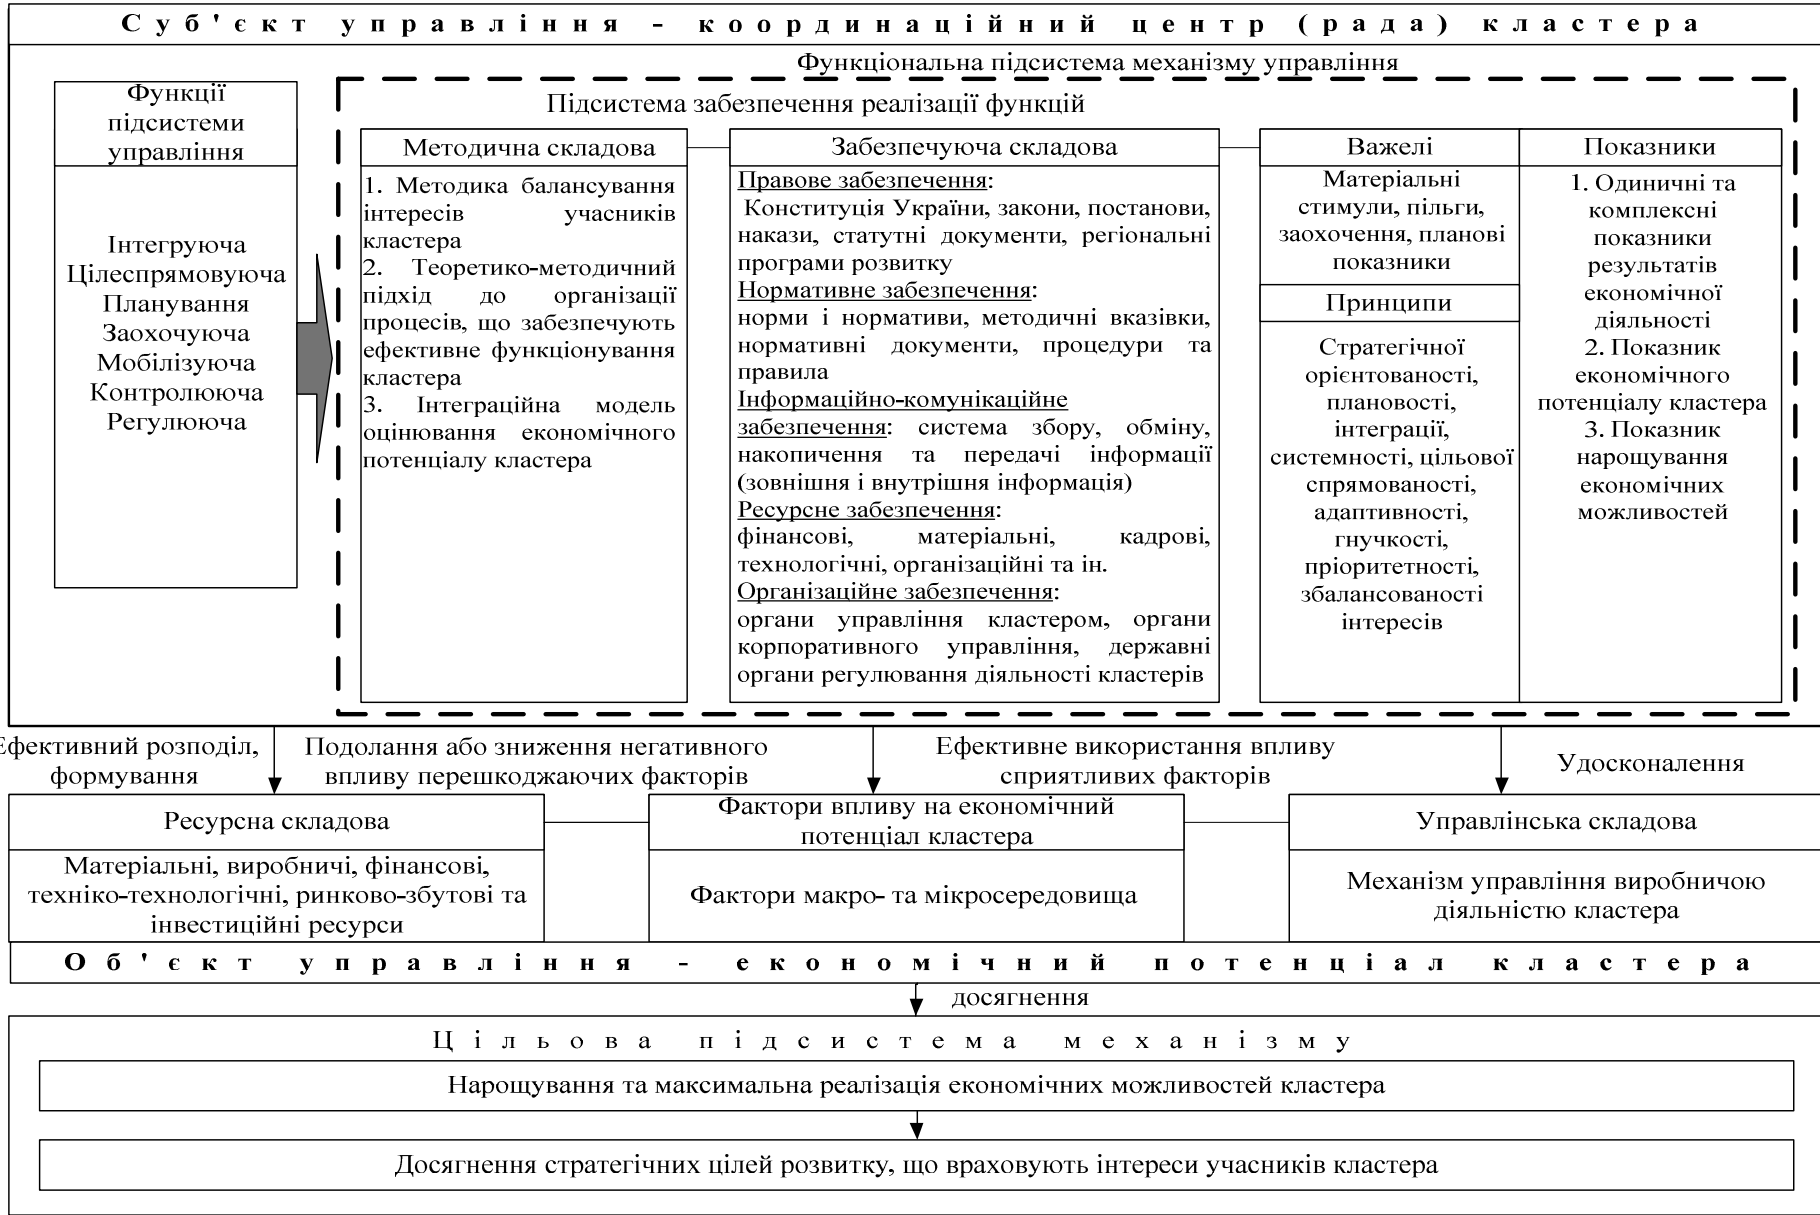 Суб'єкт управління - координаційний центр (рада) кластера
Функціональна підсистема механізму управління
Функції
підсистеми
управління
Інтегруюча
Цілеспрямовуюча
Планування
Заохочуюча
Мобілізуюча
Контролююча
Регулююча
Підсистема забезпечення реалізації функцій
Методична складова
1. Методика балансування
інтересів учасників
кластера
2. Теоретико-методичний
підхід до організації
процесів, що забезпечують
ефективне функціонування
кластера
3. Інтеграційна модель
оцінювання економічного
потенціалу кластера
Забезпечуюча складова
Правове забезпечення:
Конституція України, закони, постанови,
накази, статутні документи, регіональні
програми розвитку
Нормативне забезпечення:
норми і нормативи, методичні вказівки,
нормативні документи, процедури та
правила
Інформаційно-комунікаційне
забезпечення: система збору, обміну,
накопичення та передачі інформації
(зовнішня і внутрішня інформація)
Ресурсне забезпечення:
фінансові, матеріальні, кадрові,
технологічні, організаційні та ін.
Організаційне забезпечення:
органи управління кластером, органи
корпоративного управління, державні
органи регулювання діяльності кластерів
Важелі
Матеріальні
стимули, пільги,
заохочення, планові
показники
Принципи
Стратегічної
орієнтованості,
плановості,
інтеграції,
системності, цільової
спрямованості,
адаптивності,
гнучкості,
пріоритетності,
збалансованості
інтересів
Показники
1. Одиничні та
комплексні
показники
результатів
економічної
діяльності
2. Показник
економічного
потенціалу кластера
3. Показник
нарощування
економічних
можливостей
Ефективний розподіл,
формування
Подолання або зниження негативного
впливу перешкоджаючих факторів
Ефективне використання впливу
сприятливих факторів
Удосконалення
Ресурсна складова
Матеріальні, виробничі, фінансові,
техніко-технологічні, ринково-збутові та
інвестиційні ресурси
Фактори впливу на економічний
потенціал кластера
Фактори макро- та мікросередовища
Управлінська складова
Механізм управління виробничою
діяльністю кластера
Об'єкт управління - економічний потенціал кластера
досягнення
Цільова підсистема механізму
Нарощування та максимальна реалізація економічних можливостей кластера
Досягнення стратегічних цілей розвитку, що враховують інтереси учасників кластера